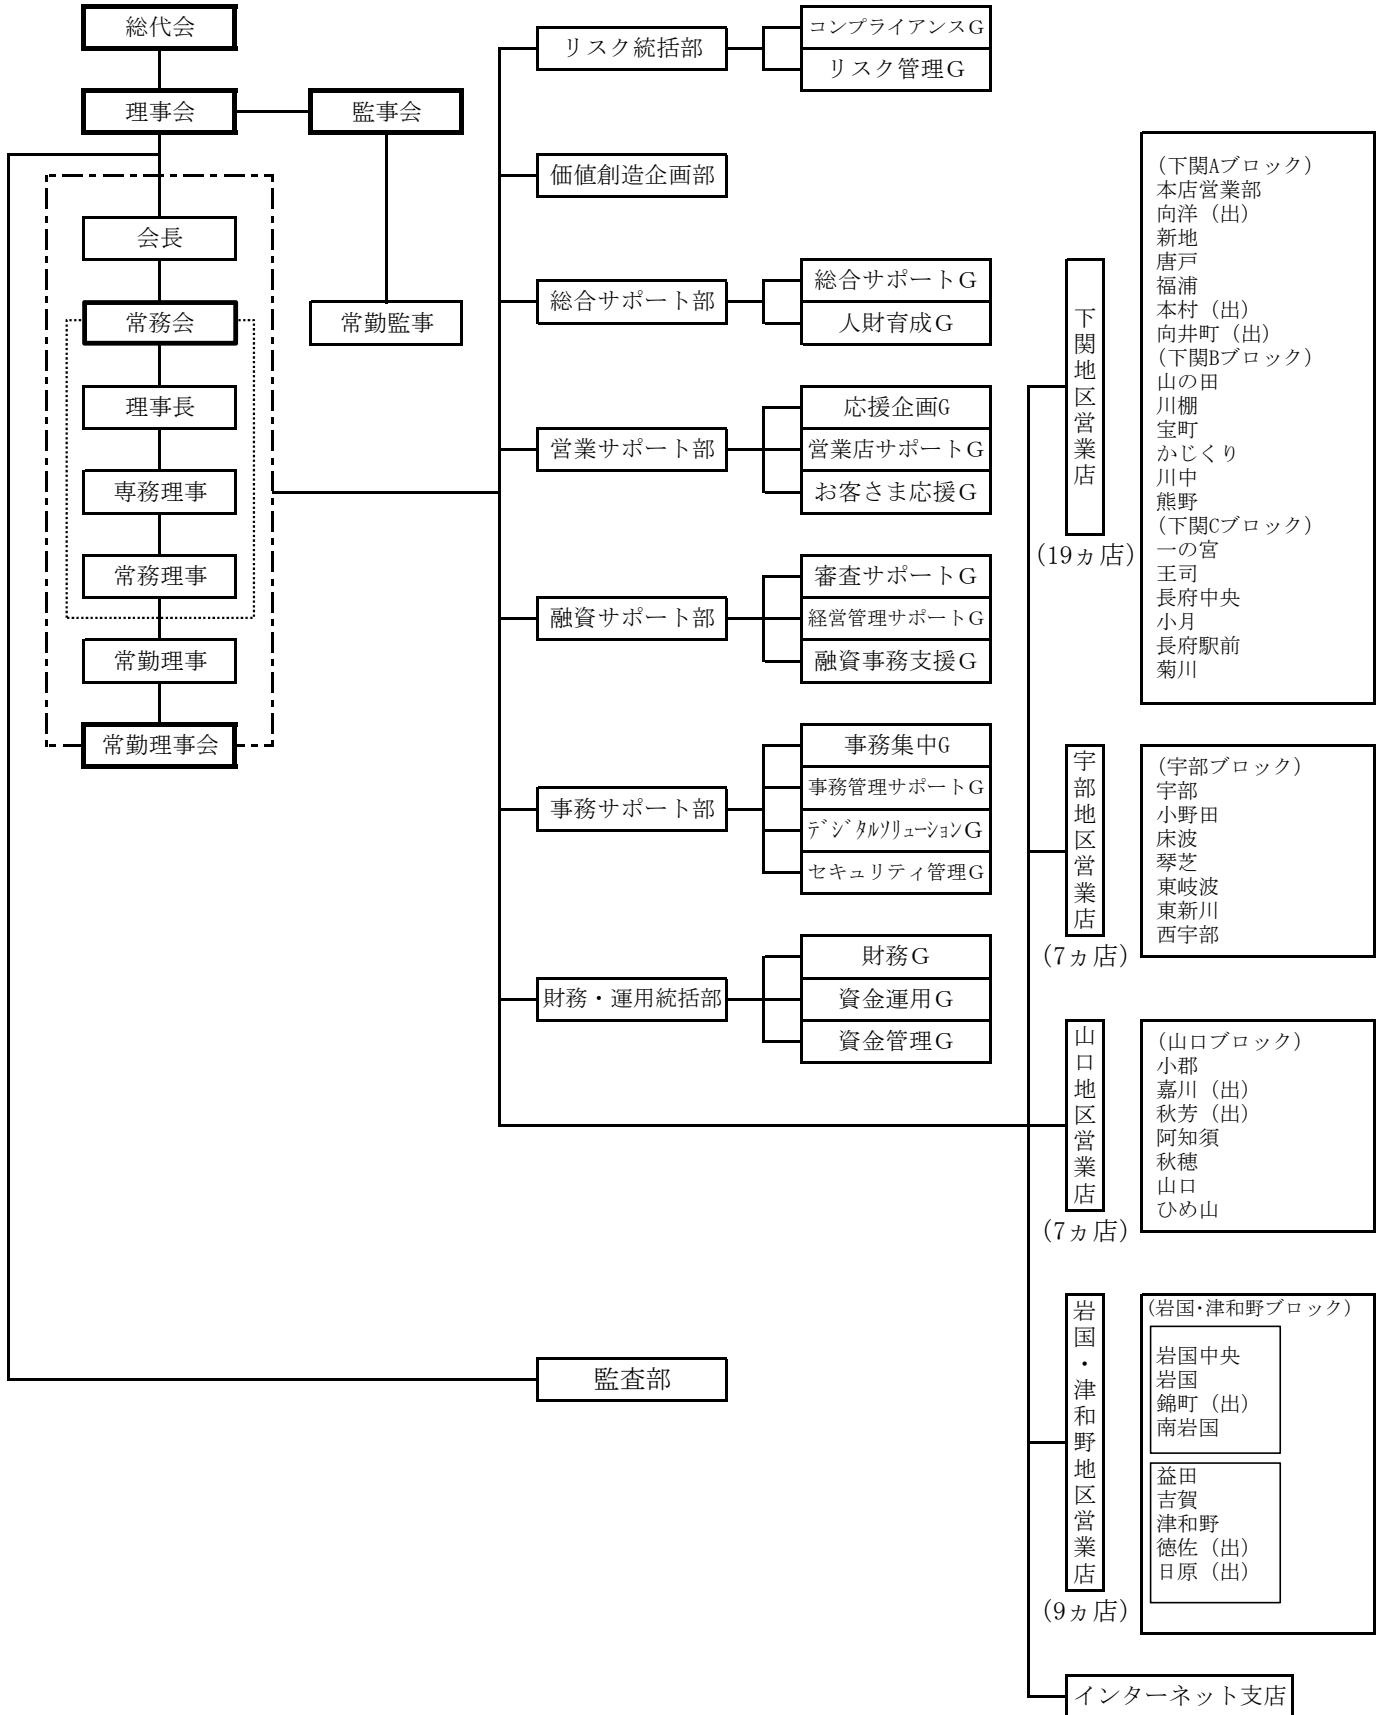 総代会
理事会
監事会
会長
常務会
常勤監事
理事長
専務理事
常務理事
常勤理事
常勤理事会
リスク統括部
コンプライアンスG
リスク管理G
価値創造企画部
総合サポート部
総合サポートG
人財育成G
営業サポート部
応援企画G
営業店サポートG
お客さま応援G
融資サポート部
審査サポートG
経営管理サポートG
融資事務支援G
事務サポート部
事務集中G
事務管理サポートG
デジタルソリューションG
セキュリティ管理G
財務・運用統括部
財務G
資金運用G
資金管理G
監査部
下関地区営業店
(19ヵ店)
(下関Aブロック)
本店営業部
向洋 (出)
新地
唐戸
福浦
本村 (出)
向井町 (出)
(下関Bブロック)
山の田
川棚
宝町
かじくり
川中
熊野
(下関Cブロック)
一の宮
王司
長府中央
小月
長府駅前
菊川
宇部地区営業店
(7ヵ店)
(宇部ブロック)
宇部
小野田
床波
琴芝
東岐波
東新川
西宇部
山口地区営業店
(7ヵ店)
(山口ブロック)
小郡
嘉川 (出)
秋芳 (出)
阿知須
秋穂
山口
ひめ山
岩国・津和野地区営業店
(9ヵ店)
(岩国・津和野ブロック)
岩国中央
岩国
錦町 (出)
南岩国
益田
吉賀
津和野
徳佐 (出)
日原 (出)
インターネット支店